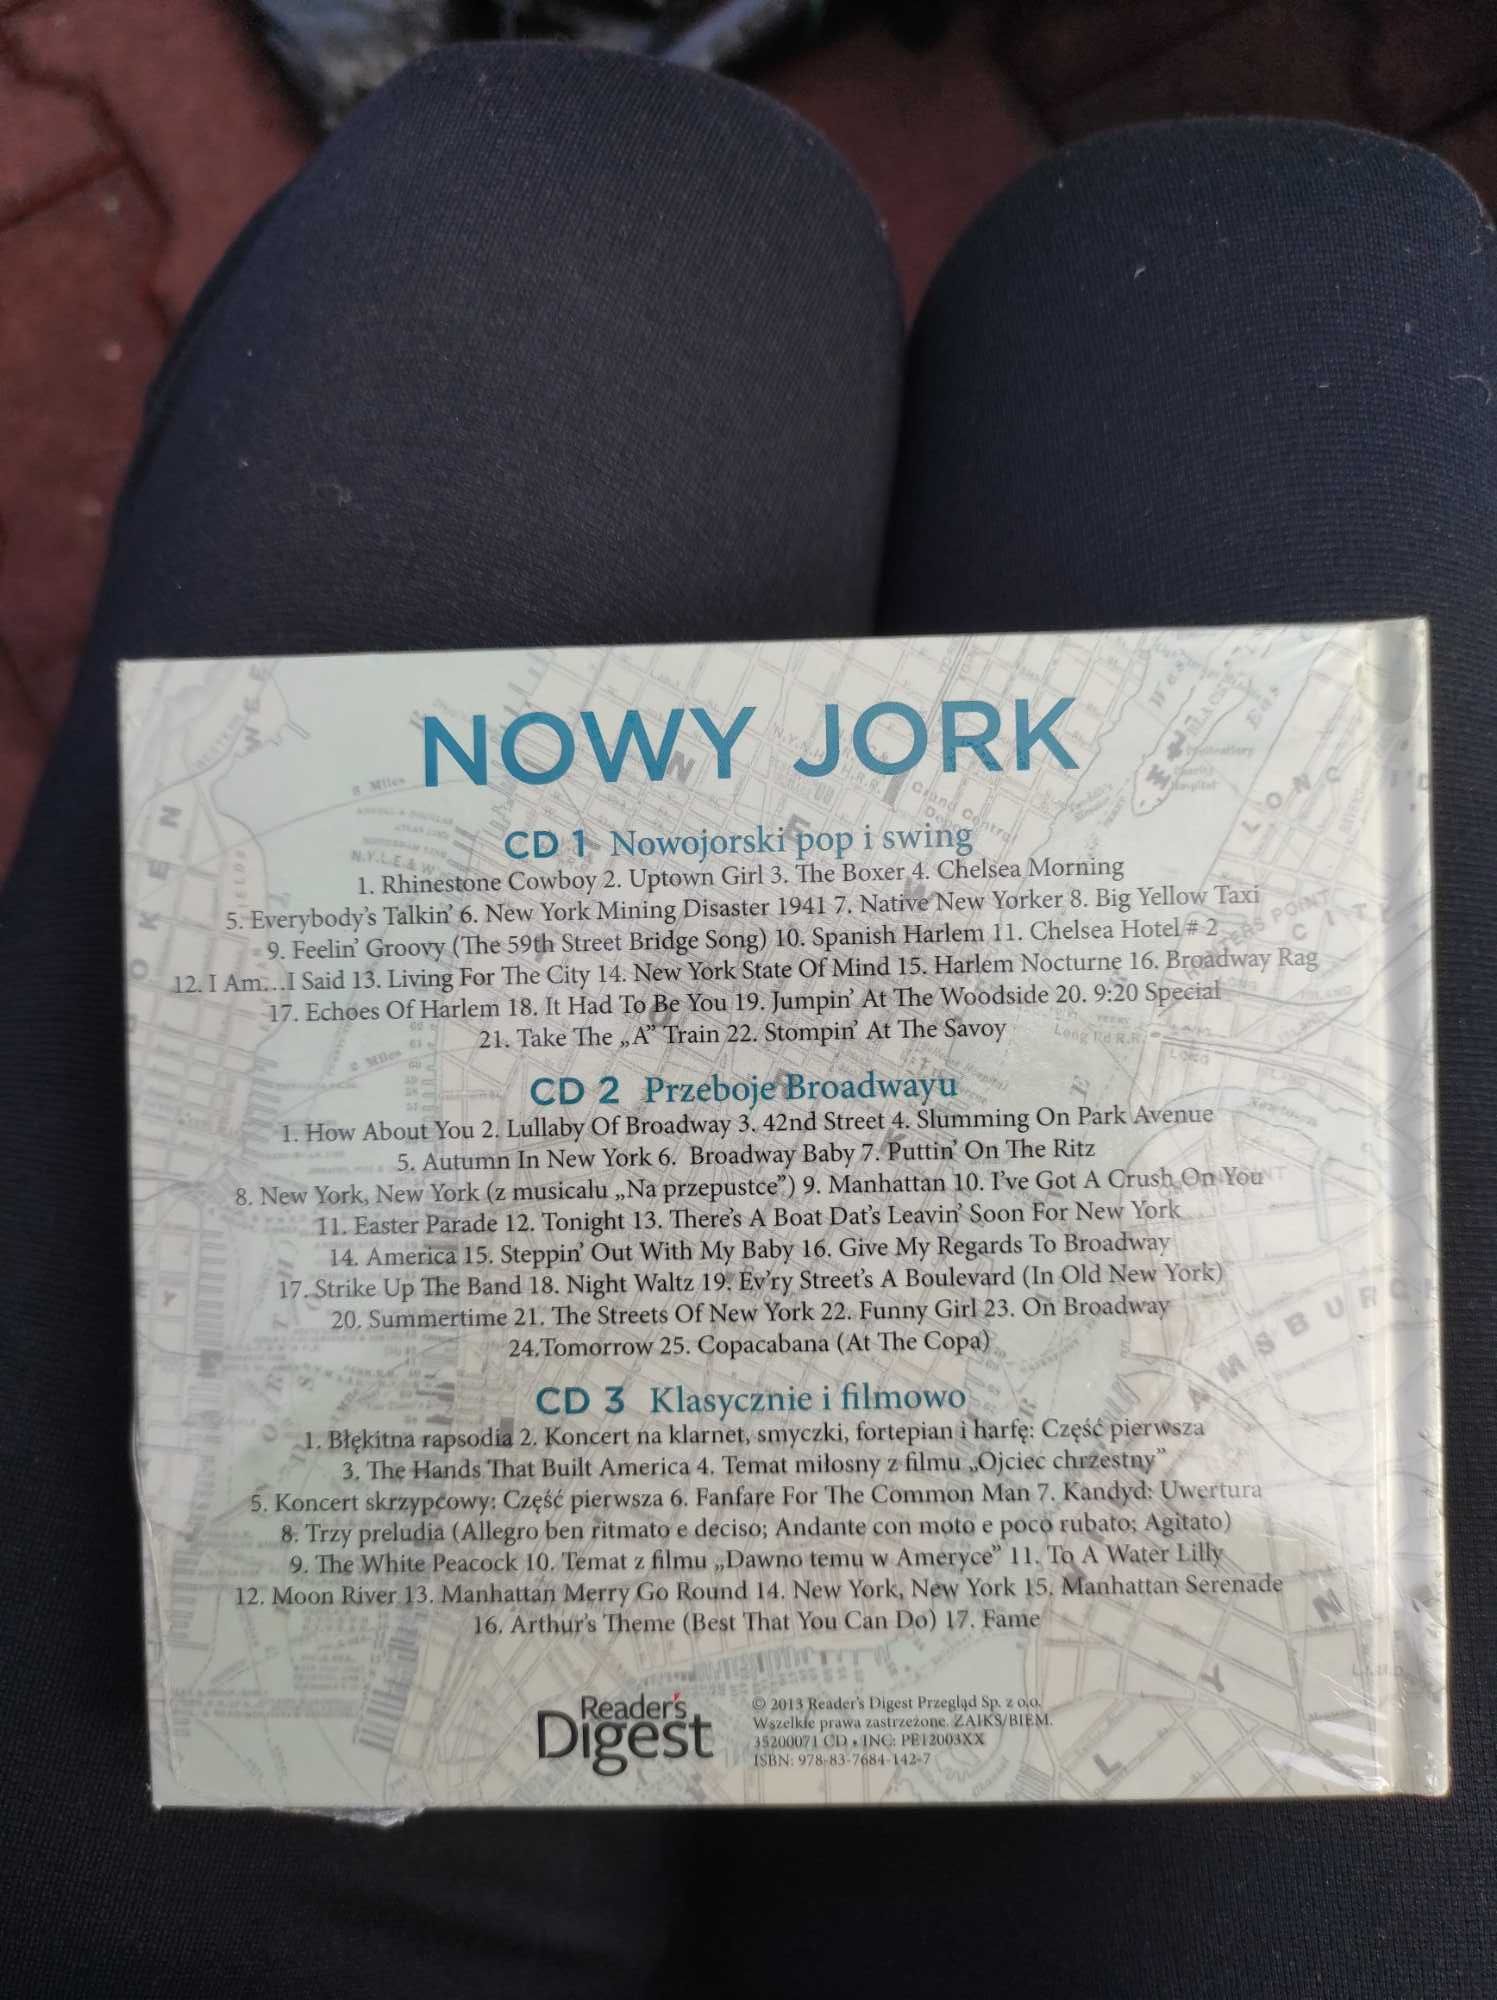 NOWY JORK
CD 1 Nowojorski pop i swing
1. Rhinestone Cowboy 2. Uptown Girl 3. The Boxer 4. Chelsea Morning
5. Everybody's Talkin' 6. New York Mining Disaster 1941 7. Native New Yorker 8. Big Yellow Taxi
9. Feelin' Groovy (The 59th Street Bridge Song) 10. Spanish Harlem 11. Chelsea Hotel # 2
12. I Am...I Said 13. Living For The City 14. New York State Of Mind 15. Harlem Nocturne 16. Broadway Rag
17. Echoes Of Harlem 18. It Had To Be You 19. Jumpin' At The Woodside 20. 9:20 Special
21. Take The „A” Train 22. Stompin' At The Savoy
CD 2 Przeboje Broadwayu
1. How About You 2. Lullaby Of Broadway 3. 42nd Street 4. Slumming On Park Avenue
5. Autumn In New York 6. Broadway Baby 7. Puttin' On The Ritz
8. New York, New York (z musicalu „Na przepustce”) 9. Manhattan 10. I've Got A Crush On You
11. Easter Parade 12. Tonight 13. There's A Boat Dat's Leavin' Soon For New York
14. America 15. Steppin' Out With My Baby 16. Give My Regards To Broadway
17. Strike Up The Band 18. Night Waltz 19. Ev'ry Street's A Boulevard (In Old New York)
20. Summertime 21. The Streets Of New York 22. Funny Girl 23. On Broadway
24.Tomorrow 25. Copacabana (At The Copa)
CD 3 Klasycznie i filmowo
1. Błękitna rapsodia 2. Koncert na klarnet, smyczki, fortepian i harfę: Część pierwsza
3. The Hands That Built America 4. Temat miłosny z filmu „Ojciec chrzestny”
5. Koncert skrzypcowy: Część pierwsza 6. Fanfare For The Common Man 7. Kandyd: Uwertura
8. Trzy preludia (Allegro ben ritmato e deciso; Andante con moto e poco rubato; Agitato)
9. The White Peacock 10. Temat z filmu „Dawno temu w Ameryce” 11. To A Water Lilly
12. Moon River 13. Manhattan Merry Go Round 14. New York, New York 15. Manhattan Serenade
16. Arthur's Theme (Best That You Can Do) 17. Fame
Reader's
Digest
© 2013 Reader's Digest Przegląd Sp. z o.o.
Wszelkie prawa zastrzeżone. ZAIKS/BIEM.
35200071 CD • INC: PE12003XX
ISBN: 978-83-7684-142-7